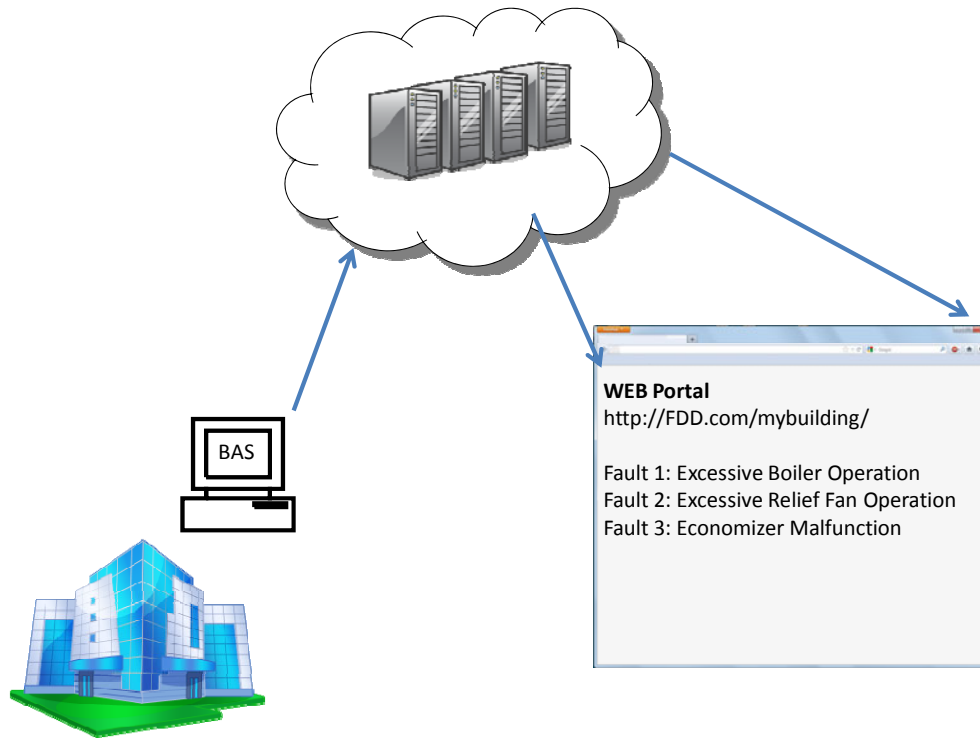 BAS
WEB Portal
http://FDD.com/mybuilding/
Fault 1: Excessive Boiler Operation
Fault 2: Excessive Relief Fan Operation
Fault 3: Economizer Malfunction